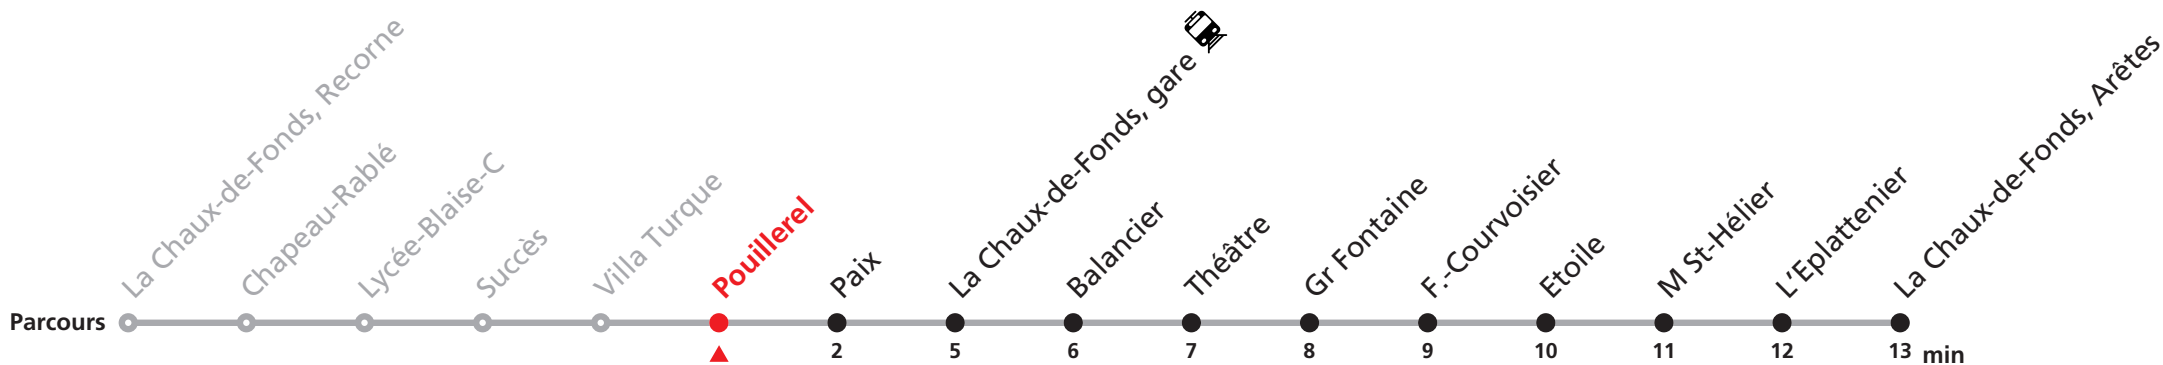 La Chaux-de-Fonds, Recorne
Chapeau-Rablé
Lycée-Blaise-C
Succès
Villa Turque
Pouillerel
Paix
La Chaux-de-Fonds, gare
Balancier
Théâtre
Gr Fontaine
F.-Courvoisier
Etoile
M St-Hélier
L’Eplattenier
La Chaux-de-Fonds, Arêtes
Parcours
2 5 6 7 8 9 10 11 12 13 min